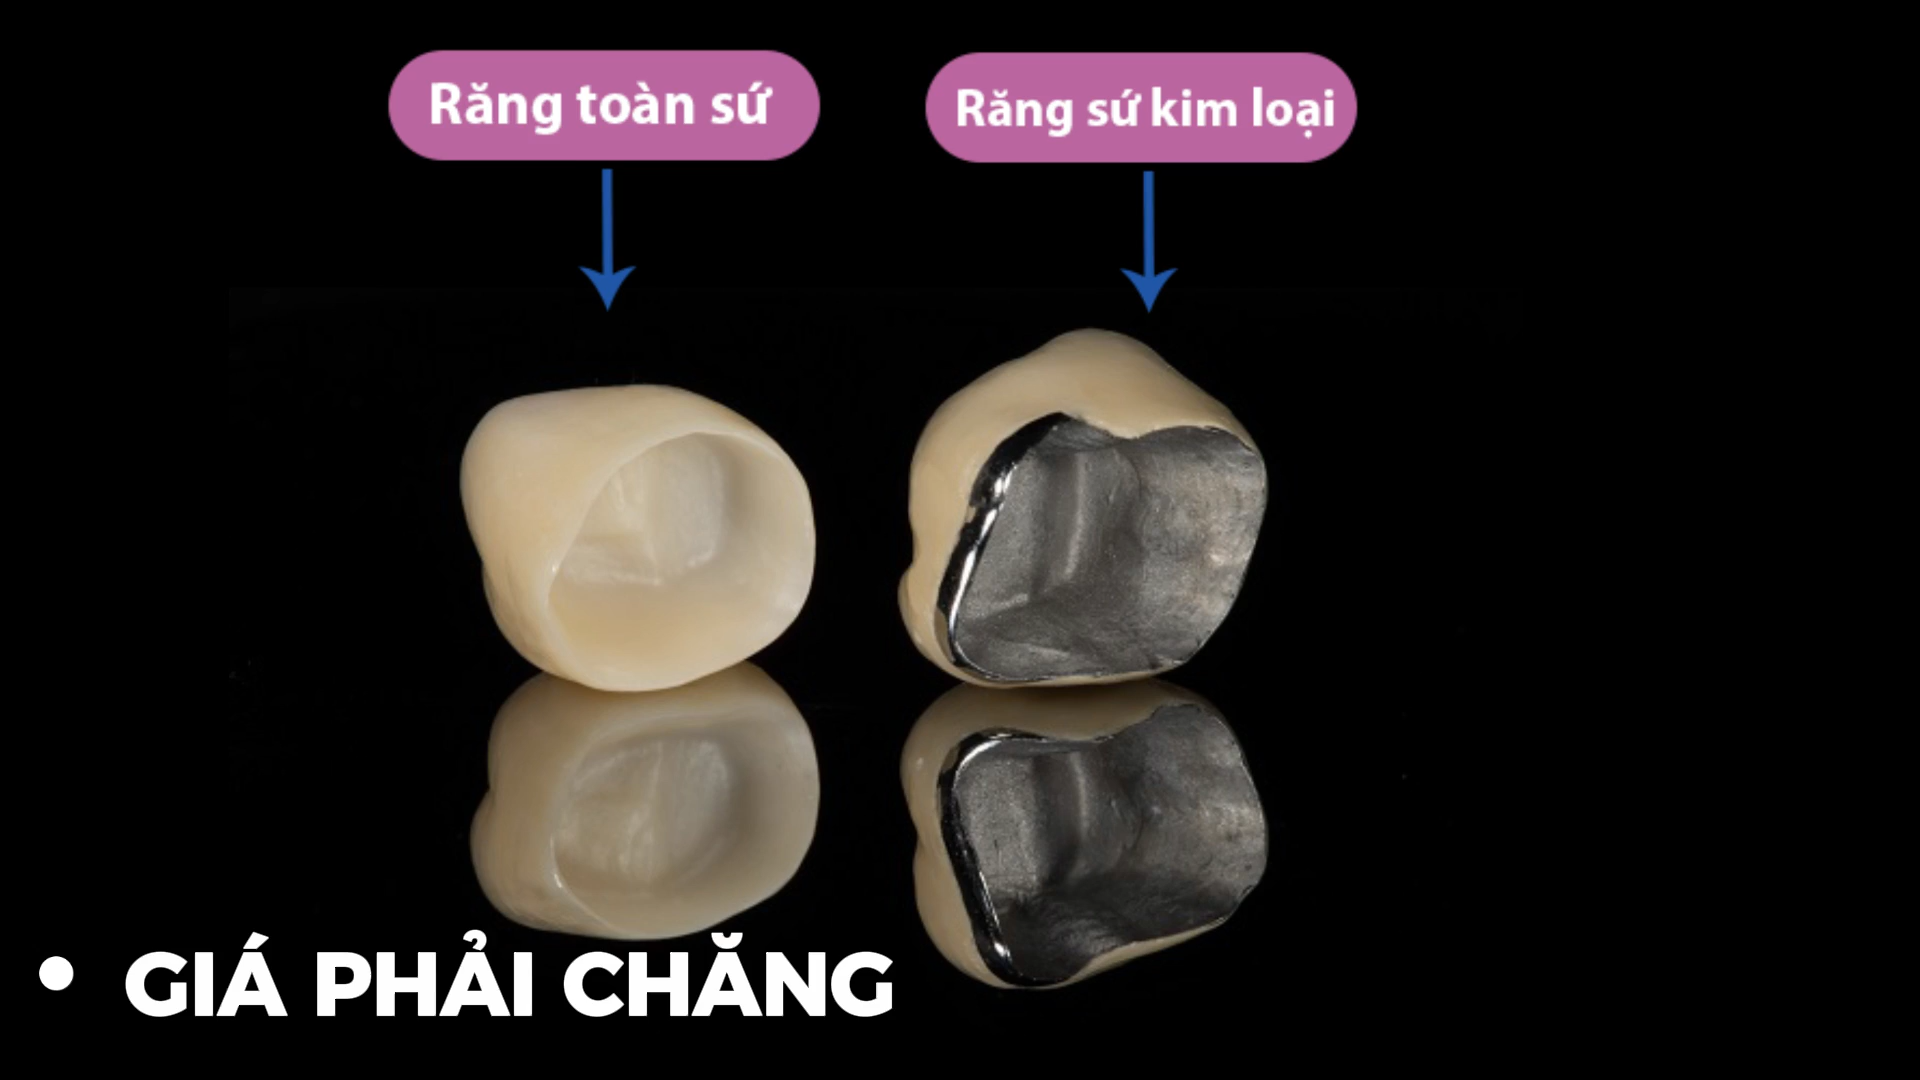 Răng toàn sứ
Răng sứ kim loại
• GIÁ PHẢI CHĂNG